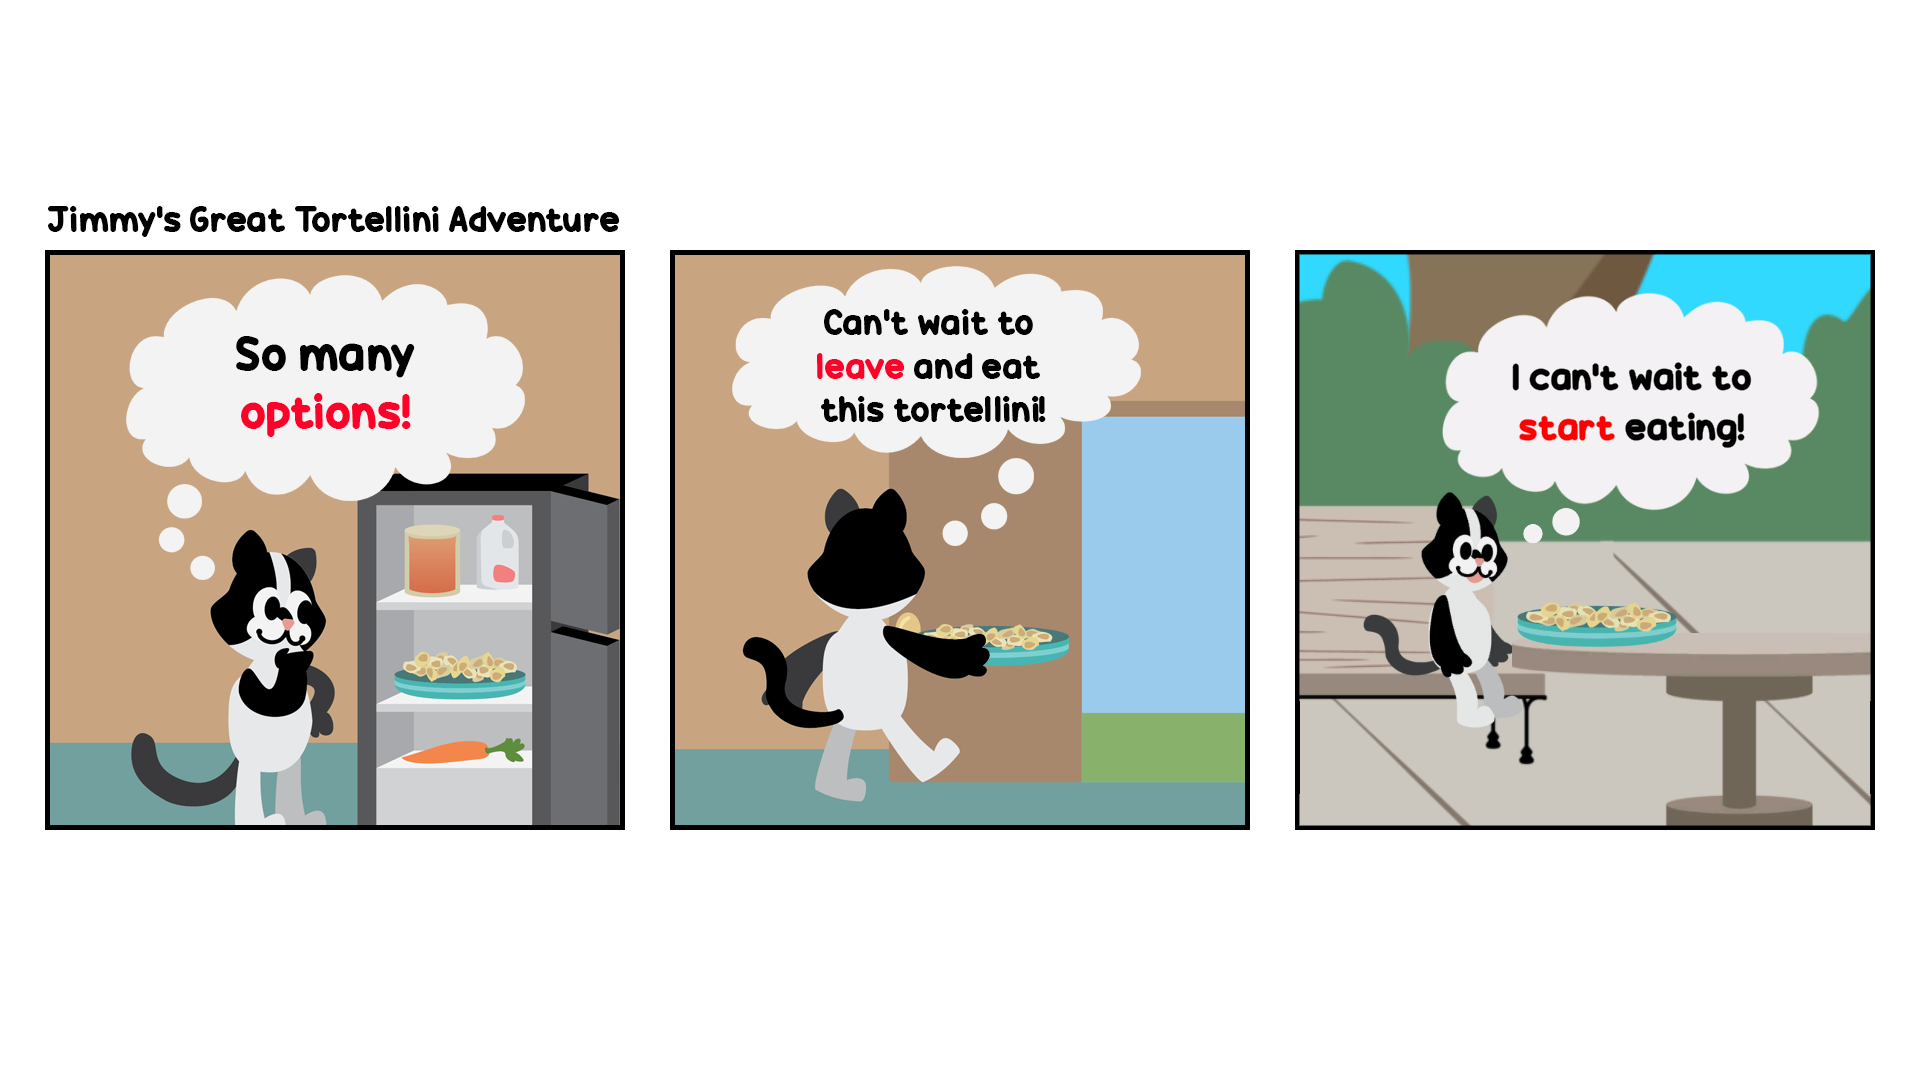 Jimmy's Great Tortellini Adventure
So many
options!
Can't wait to
leave and eat
this tortellini!
I can't wait to
start eating!